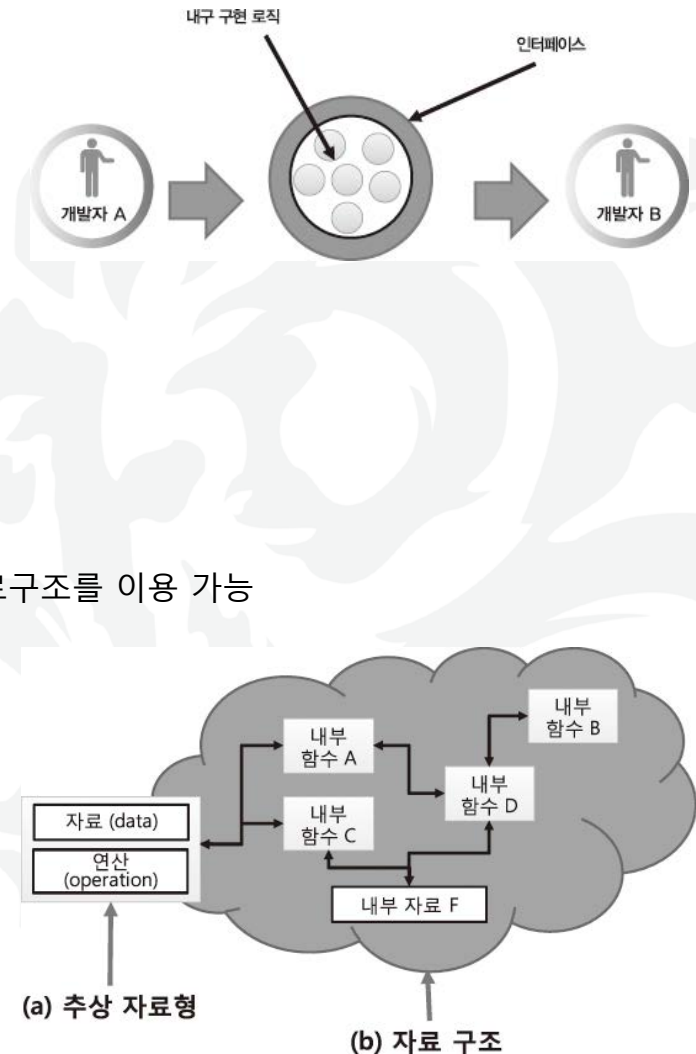 내구 구현 로직
인터페이스
개발자 A
개발자 B
로구조를 이용 가능
내부
함수 A
내부
함수 B
내부
함수 C
내부
함수 D
자료 (data)
연산
(operation)
내부 자료 F
(a) 추상 자료형
(b) 자료 구조